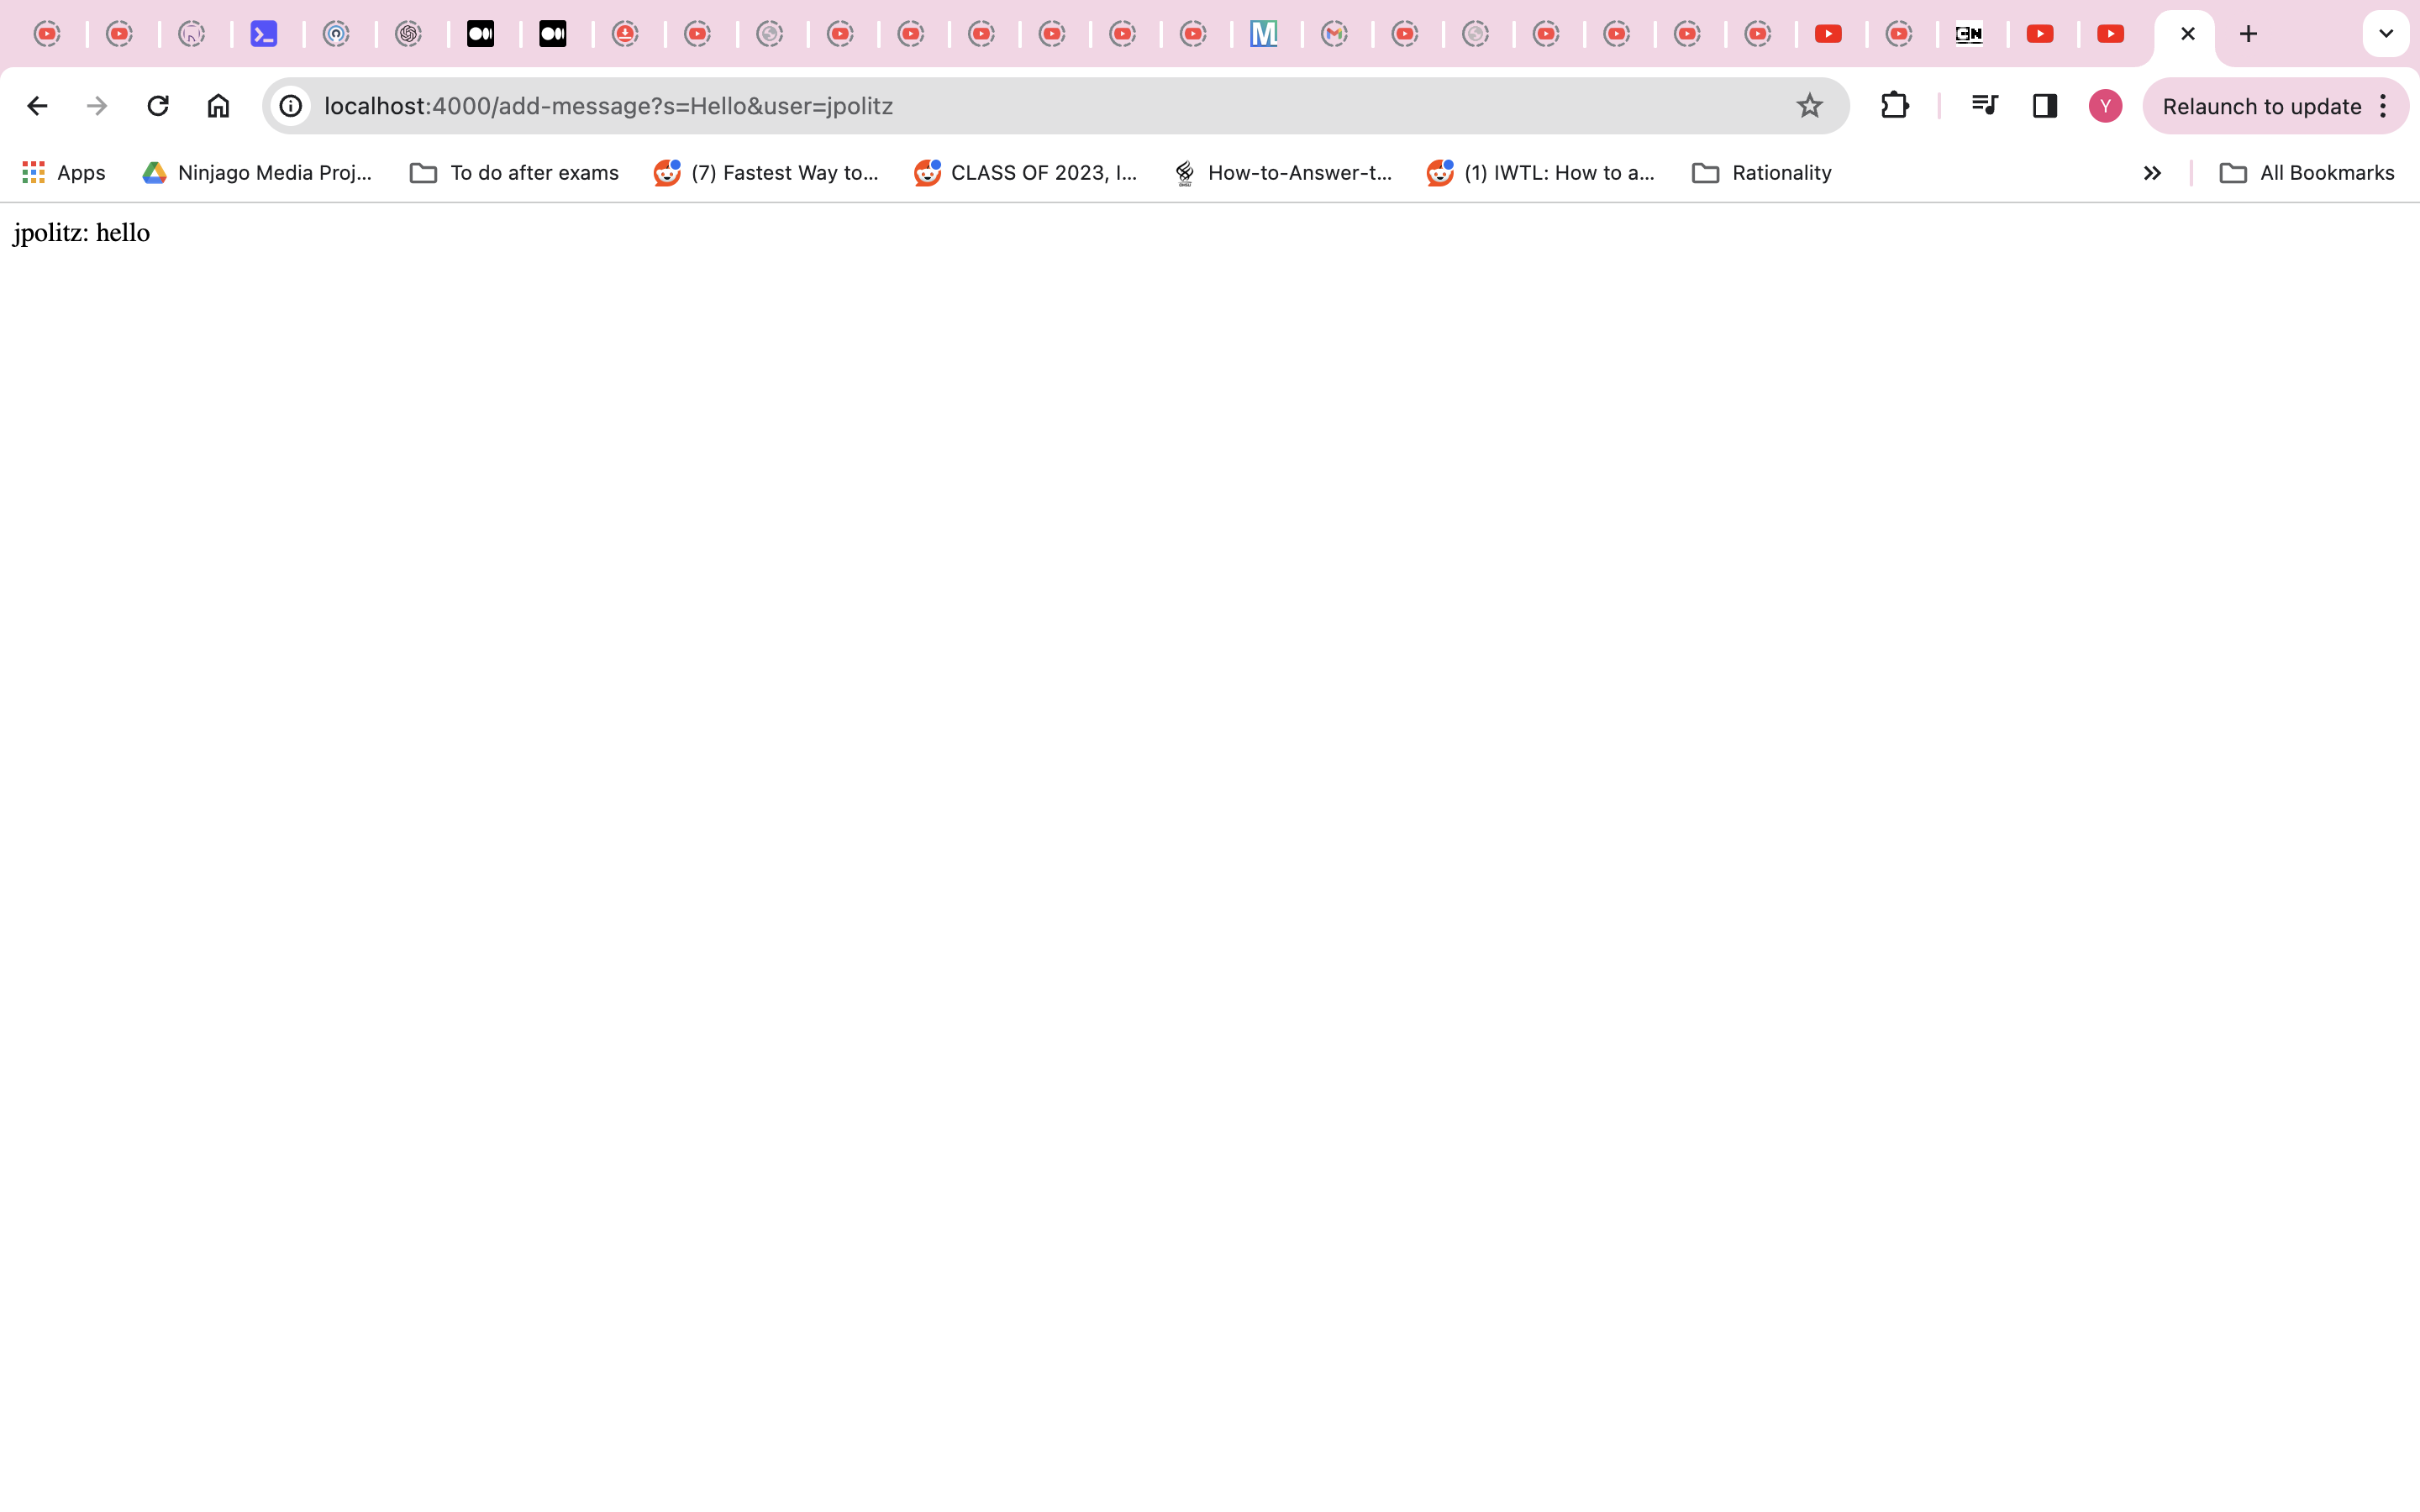 localhost:4000/add-message?s=Hello&user=jpolitz
Y
Relaunch to update
Apps
Ninjago Media Proj...
To do after exams
(7) Fastest Way to...
CLASS OF 2023, I...
How-to-Answer-t...
(1) IWTL: How to a...
Rationality
All Bookmarks
jpolitz: hello